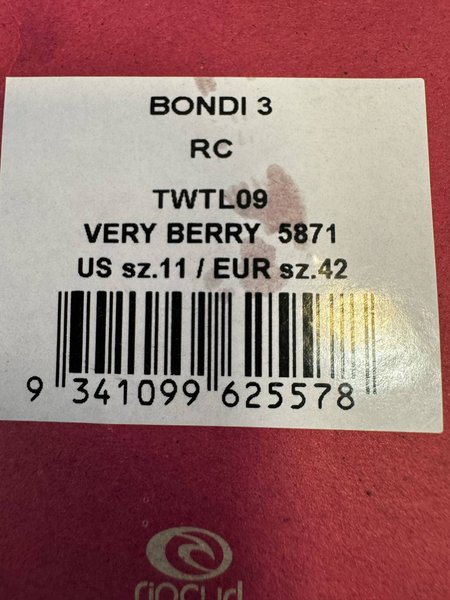 BONDI 3
RC
TWTL09
VERY BERRY 5871
US sz.11 / EUR sz.42
9 341099 625578
ripcurl